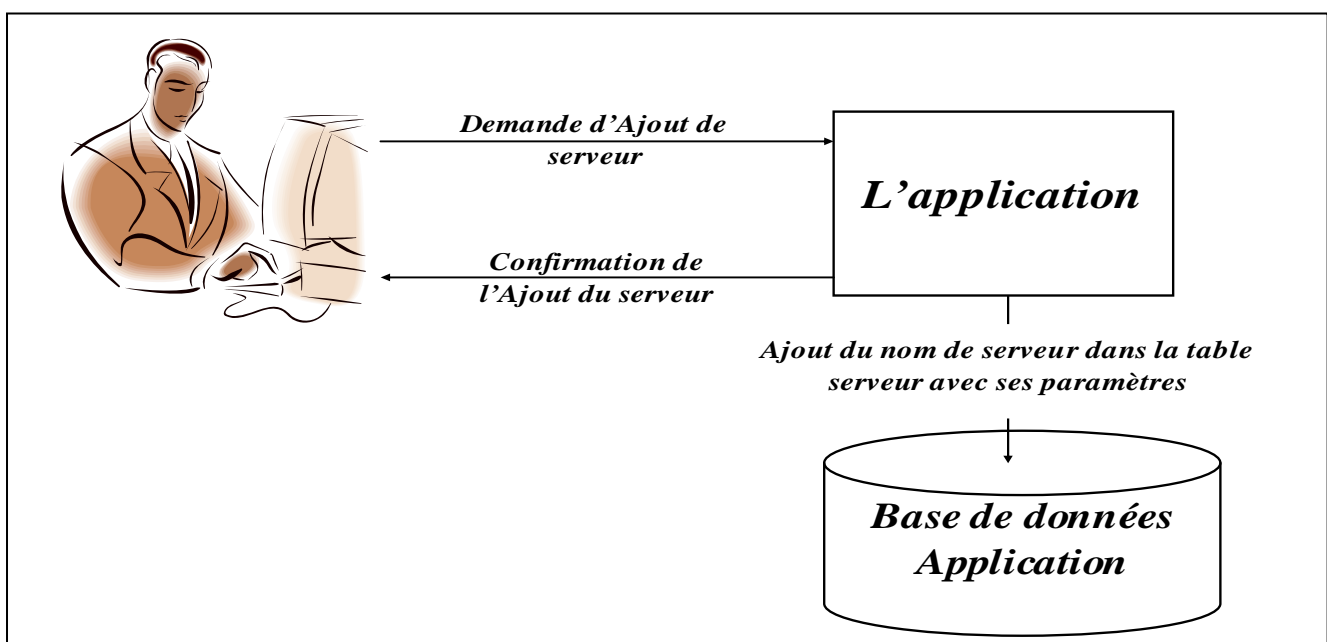 Demande d’Ajout de
serveur
L’application
Confirmation de
l’Ajout du serveur
Ajout du nom de serveur dans la table
serveur avec ses paramètres
Base de données
Application